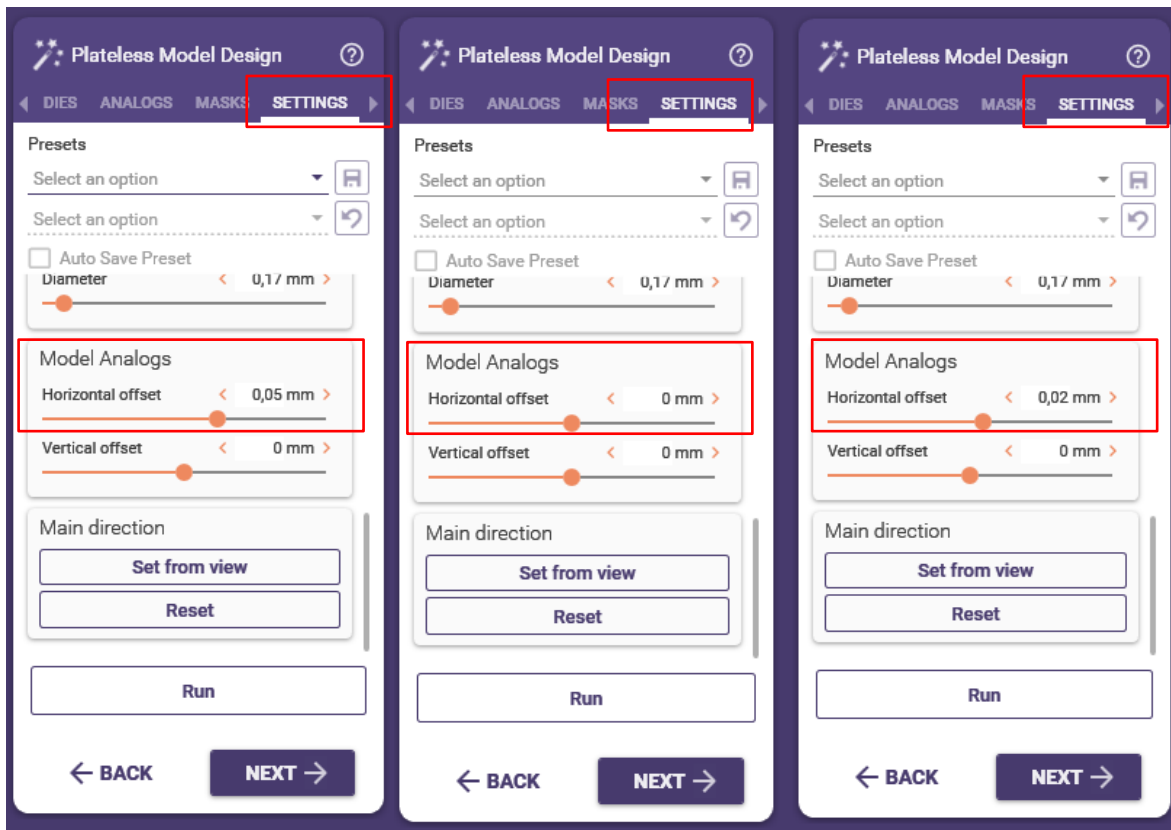 Plateless Model Design
DIES ANALOGS MASKS SETTINGS
Presets
Select an option
Select an option
Auto Save Preset
Diameter 0,17 mm
Model Analogs
Horizontal offset 0,05 mm
Vertical offset 0 mm
Main direction
Set from view
Reset
Run
BACK NEXT
Plateless Model Design
DIES ANALOGS MASKS SETTINGS
Presets
Select an option
Select an option
Auto Save Preset
Diameter 0,17 mm
Model Analogs
Horizontal offset 0 mm
Vertical offset 0 mm
Main direction
Set from view
Reset
Run
BACK NEXT
Plateless Model Design
DIES ANALOGS MASKS SETTINGS
Presets
Select an option
Select an option
Auto Save Preset
Diameter 0,17 mm
Model Analogs
Horizontal offset 0,02 mm
Vertical offset 0 mm
Main direction
Set from view
Reset
Run
BACK NEXT